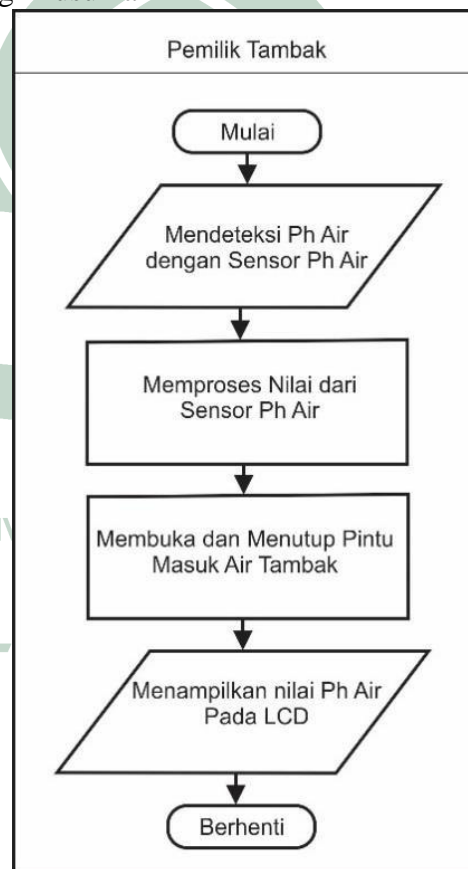 Pemilik Tambak
Mulai
Mendeteksi Ph Air
dengan Sensor Ph Air
Memproses Nilai dari
Sensor Ph Air
Membuka dan Menutup Pintu
Masuk Air Tambak
Menampilkan nilai Ph Air
Pada LCD
Berhenti